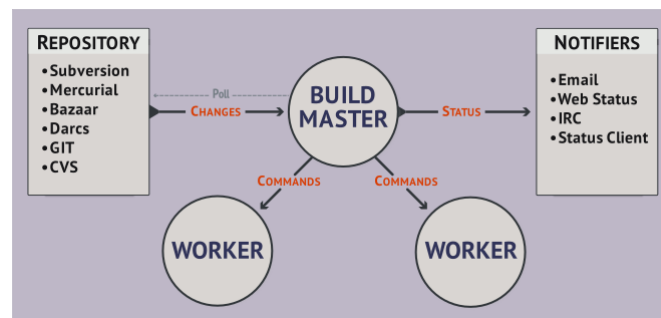 REPOSITORY
•Subversion
•Mercurial
•Bazaar
•Darcs
•GIT
•CVS
Poll
CHANGES
BUILD
MASTER
STATUS
NOTIFIERS
•Email
•Web Status
•IRC
•Status Client
COMMANDS
COMMANDS
WORKER
WORKER